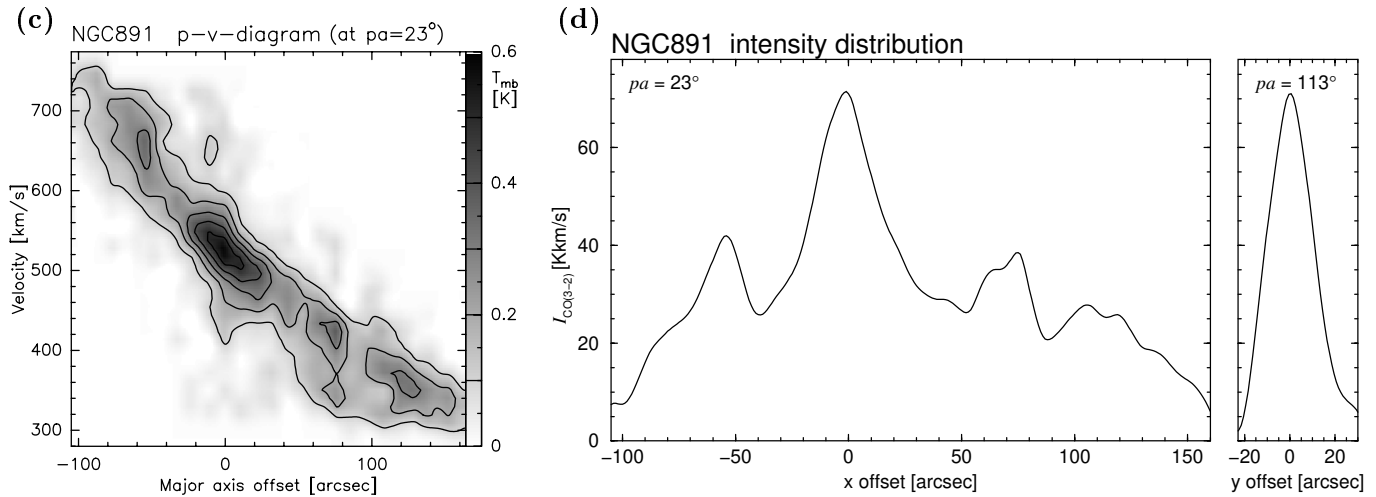 (c)
NGC891 p-v-diagram (at pa=23°)
0.6
T_mb
[K]
0.4
0.2
0
700
600
500
400
300
Velocity [km/s]
-100 0 100
Major axis offset [arcsec]
(d)
NGC891 intensity distribution
pa = 23°
60
40
20
0
I_CO(3-2) [Kkm/s]
-100 -50 0 50 100 150
x offset [arcsec]
pa = 113°
-20 0 20
y offset [arcsec]